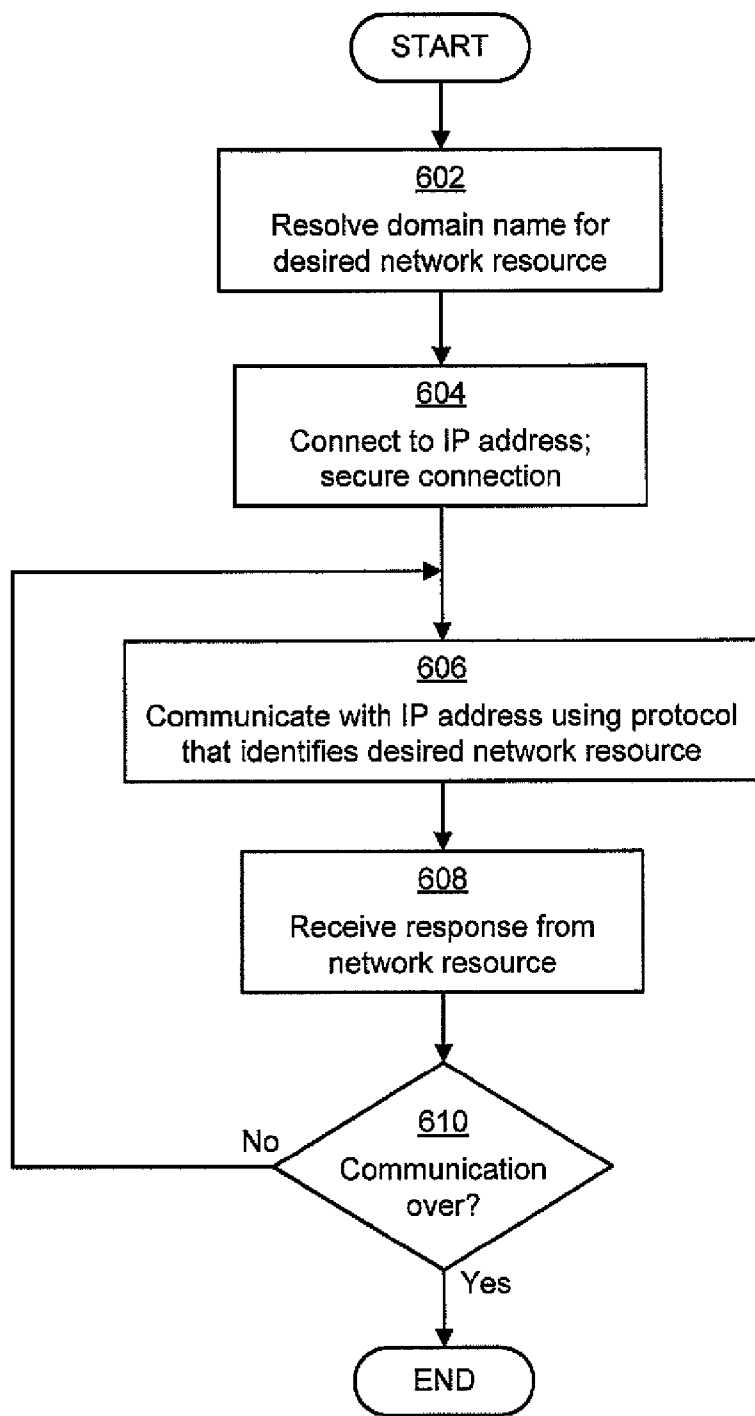 START
602
Resolve domain name for
desired network resource
604
Connect to IP address;
secure connection
606
Communicate with IP address using protocol
that identifies desired network resource
608
Receive response from
network resource
610
Communication
over?
No
Yes
END